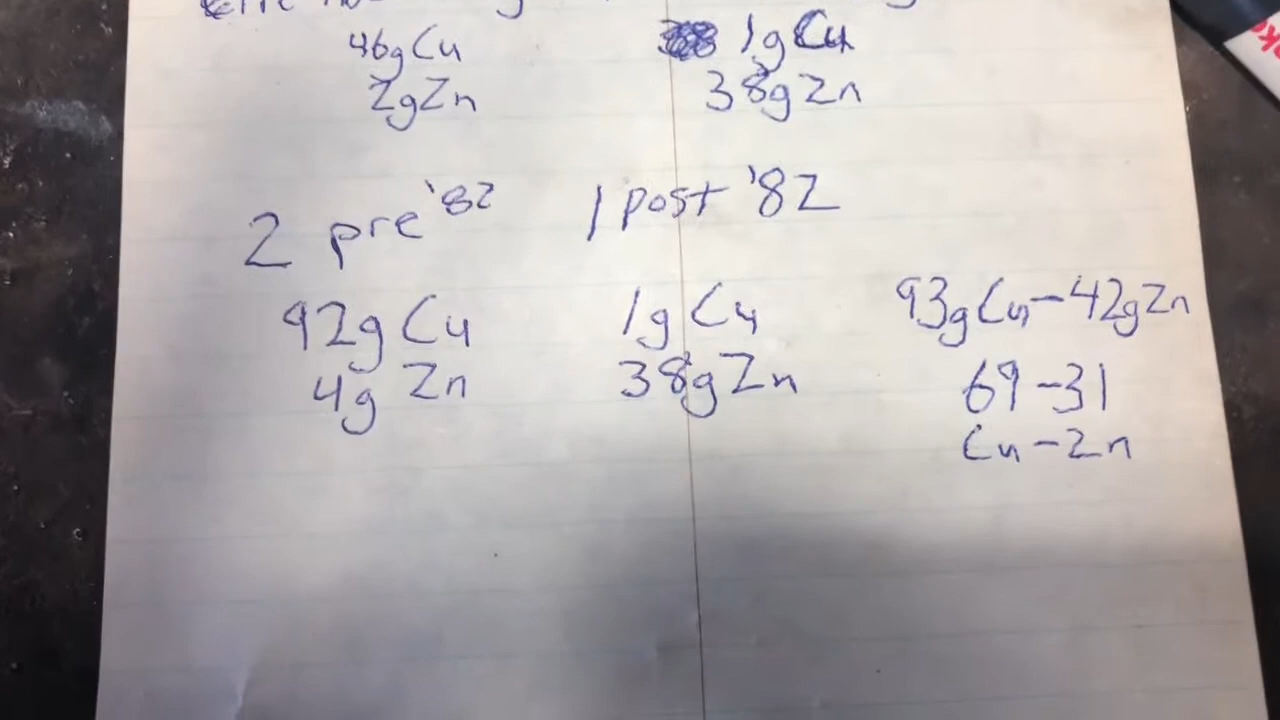 46g Cu
2g Zn
1g Cu
38g Zn
2 pre '82
1 post '82
92g Cu
4g Zn
1g Cu
38g Zn
93g Cu - 42g Zn
69 - 31
Cu - Zn